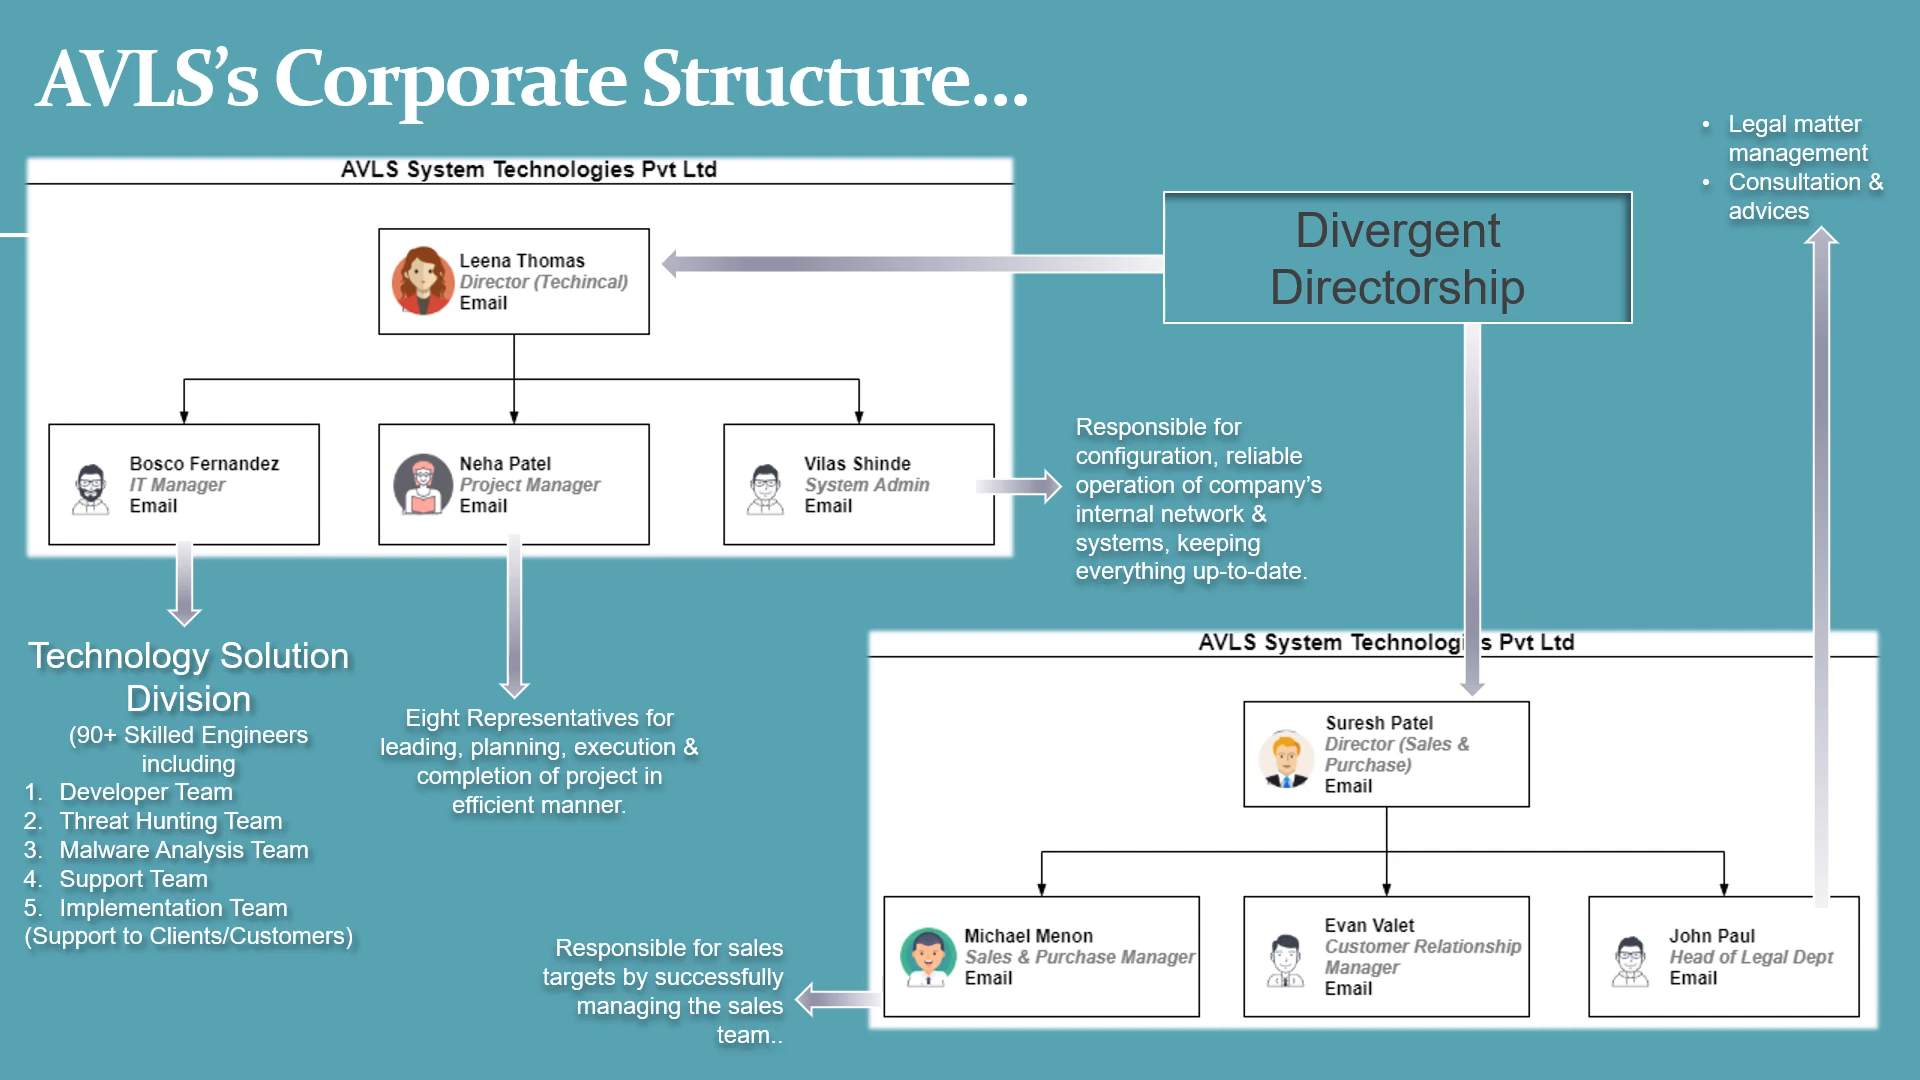 AVLS’s Corporate Structure...
AVLS System Technologies Pvt Ltd
Leena Thomas
Director (Techincal)
Email
Bosco Fernandez
IT Manager
Email
Neha Patel
Project Manager
Email
Vilas Shinde
System Admin
Email
Divergent
Directorship
• Legal matter
management
• Consultation &
advices
Responsible for
configuration, reliable
operation of company’s
internal network &
systems, keeping
everything up-to-date.
Technology Solution
Division
(90+ Skilled Engineers
including
1. Developer Team
2. Threat Hunting Team
3. Malware Analysis Team
4. Support Team
5. Implementation Team
(Support to Clients/Customers)
Eight Representatives for
leading, planning, execution &
completion of project in
efficient manner.
AVLS System Technologi s Pvt Ltd
Suresh Patel
Director (Sales &
Purchase)
Email
Michael Menon
Sales & Purchase Manager
Email
Evan Valet
Customer Relationship
Manager
Email
John Paul
Head of Legal Dept
Email
Responsible for sales
targets by successfully
managing the sales
team..